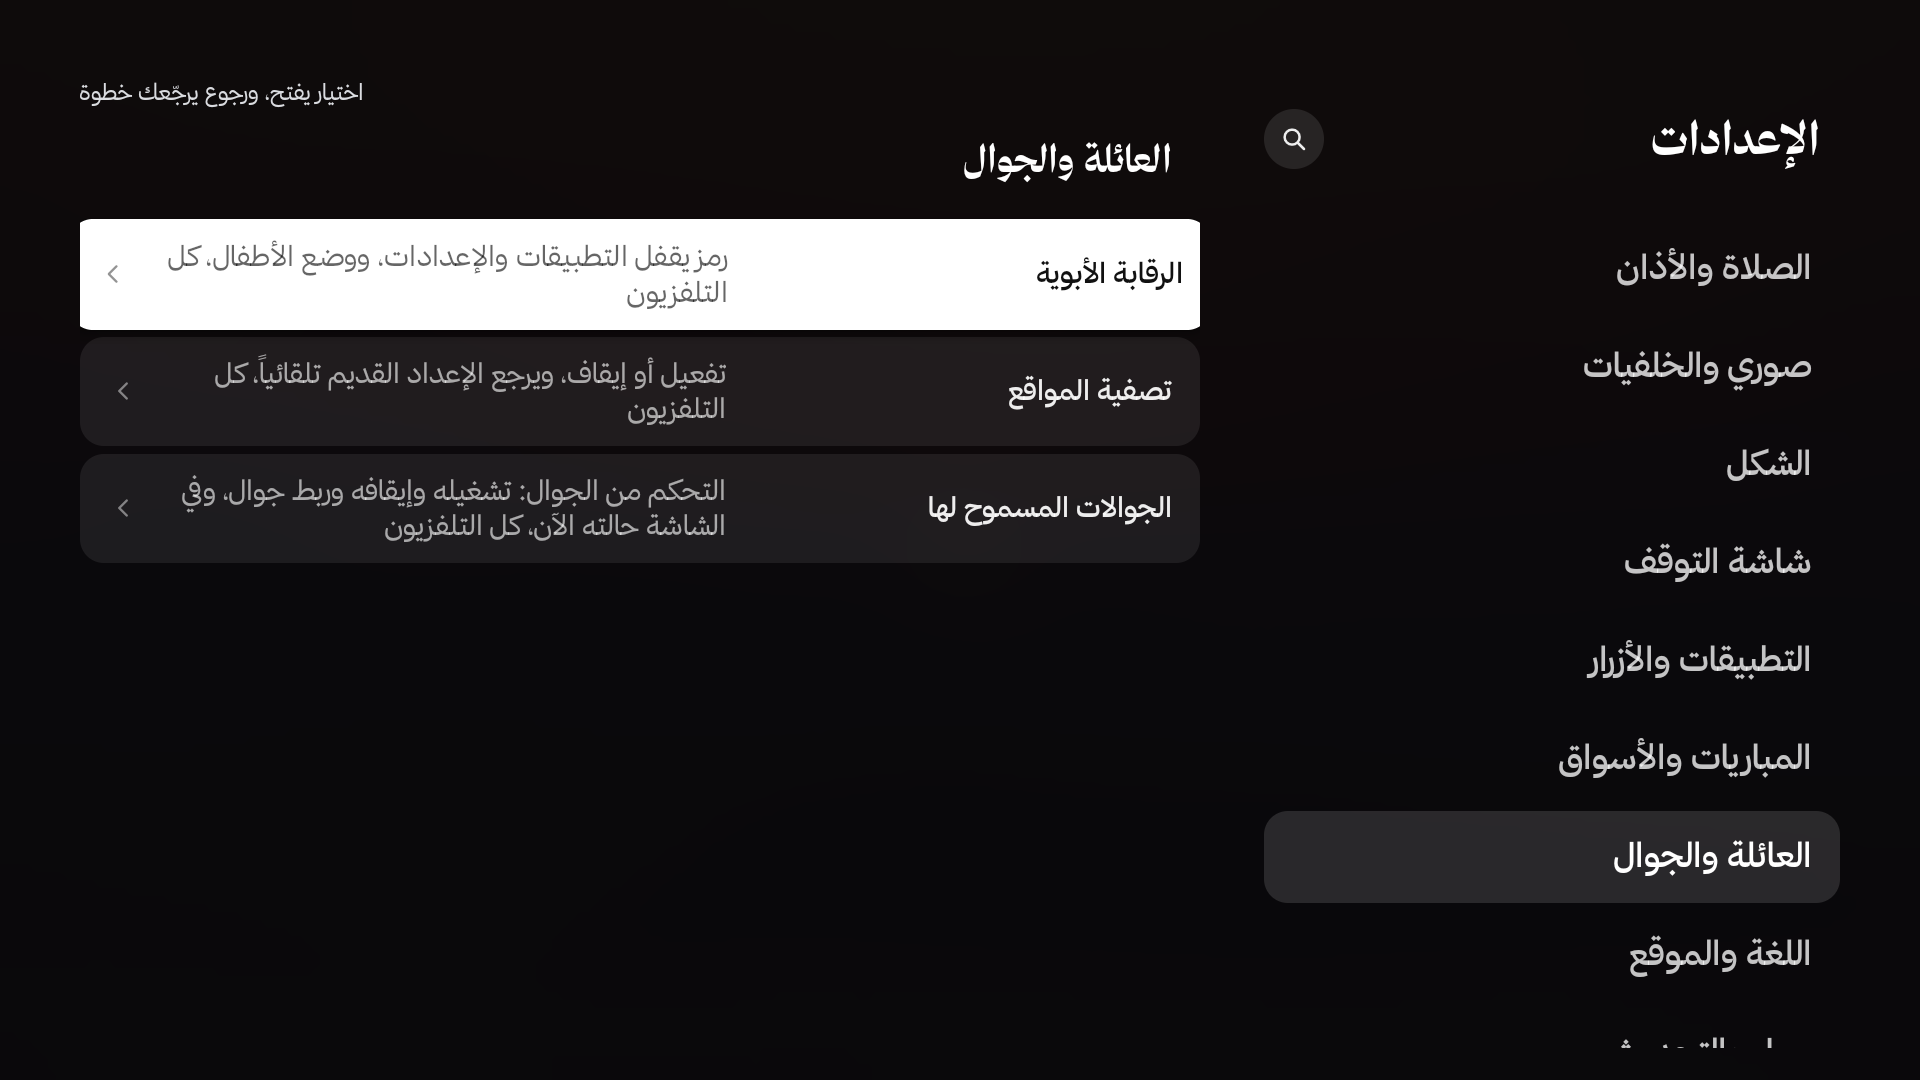 الإعدادات
الصلاة والأذان
صوري والخلفيات
الشكل
شاشة التوقف
التطبيقات والأزرار
المباريات والأسواق
العائلة والجوال
اللغة والموقع
اختيار يفتح، ورجوع يرجّعك خطوة
العائلة والجوال
الرقابة الأبوية
رمز يقفل التطبيقات والإعدادات، ووضع الأطفال، كل
التلفزيون
تصفية المواقع
تفعيل أو إيقاف، ويرجع الإعداد القديم تلقائياً، كل
التلفزيون
الجوالات المسموح لها
التحكم من الجوال: تشغيله وإيقافه وربط جوال، وفي
الشاشة حالته الآن، كل التلفزيون